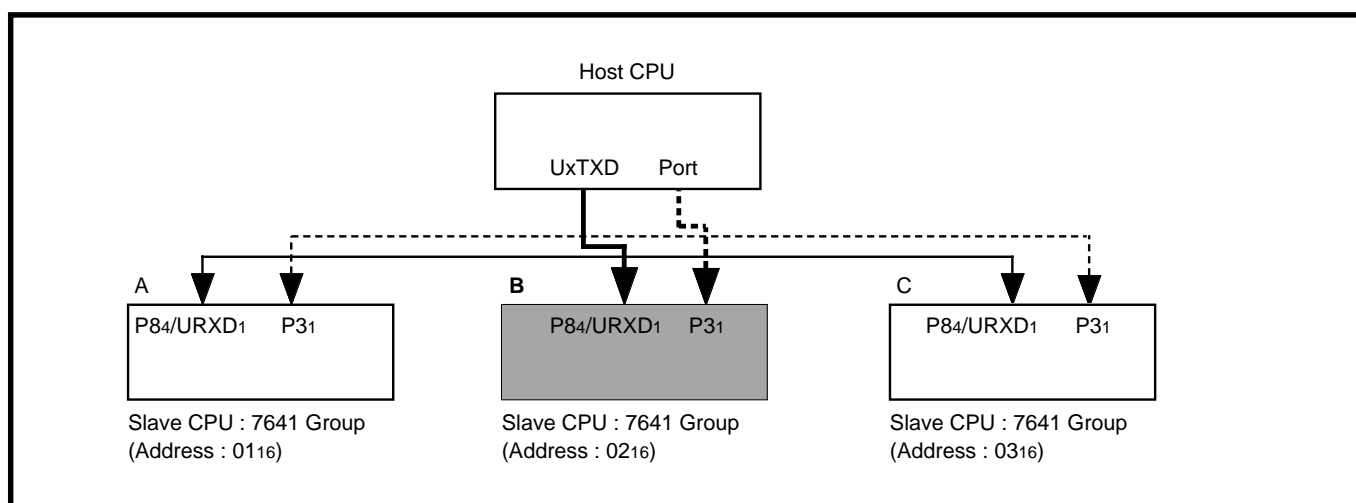 Host CPU
UxTXD Port
A
P84/URXD1 P31
Slave CPU : 7641 Group
(Address : 0116)
B
P84/URXD1 P31
Slave CPU : 7641 Group
(Address : 0216)
C
P84/URXD1 P31
Slave CPU : 7641 Group
(Address : 0316)